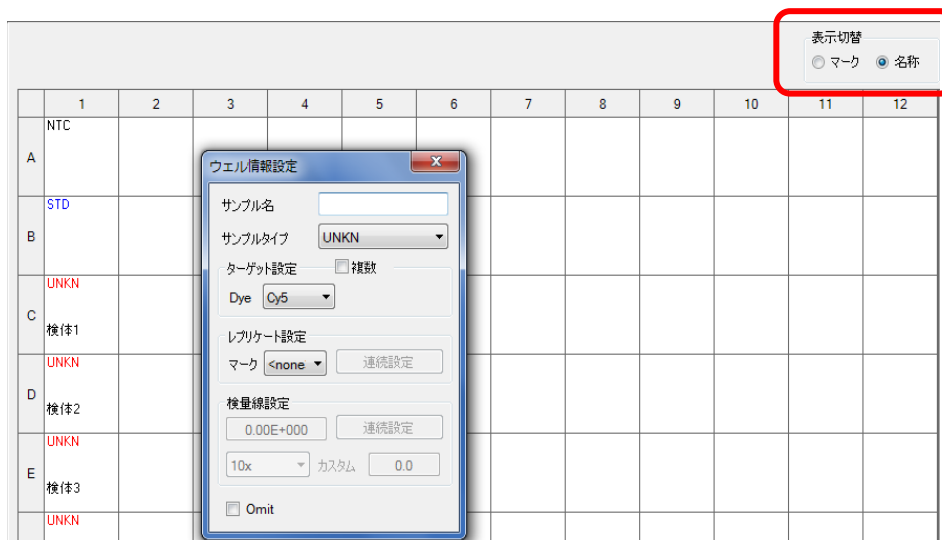 表示切替
マーク 名称
1 2 3 4 5 6 7 8 9 10 11 12
A NTC
B STD
C UNKN
検体1
D UNKN
検体2
E UNKN
検体3
UNKN
ウェル情報設定 x
サンプル名
サンプルタイプ UNKN
ターゲット設定 複数
Dye Cy5
レプリケート設定
マーク <none 連続設定
検量線設定
0.00E+000 連続設定
10x カスタム 0.0
Omit